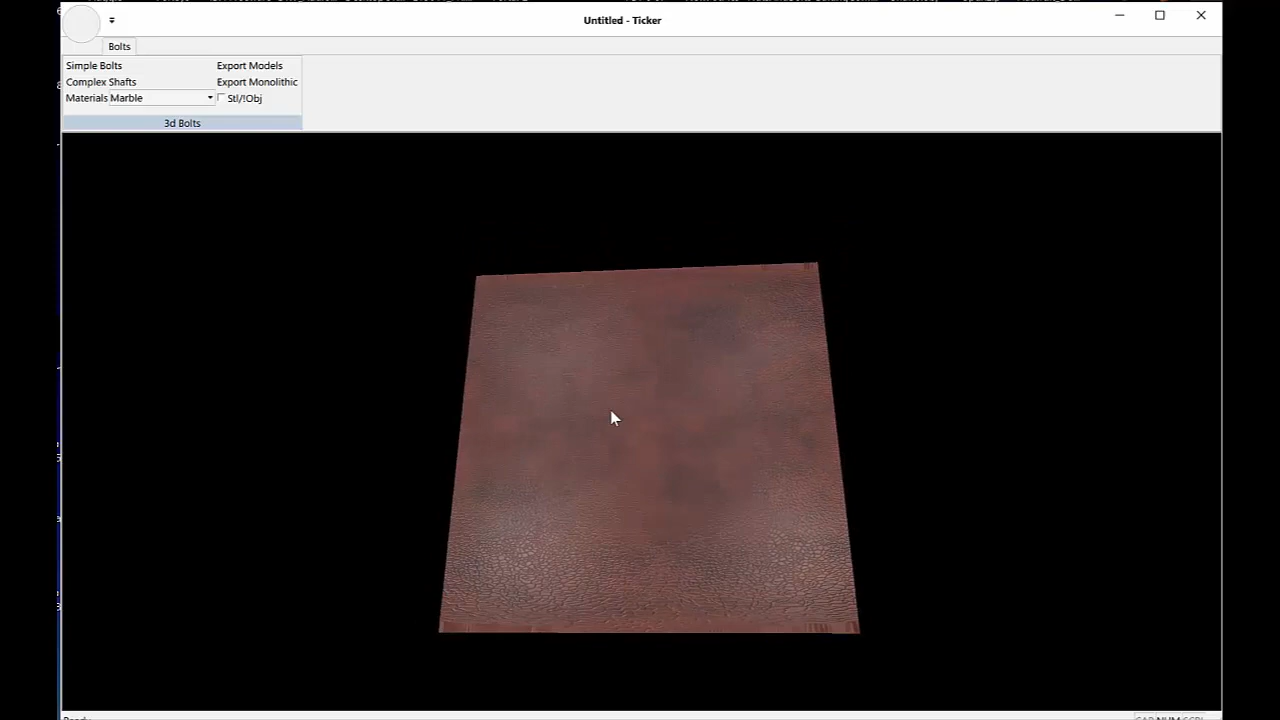 Untitled - Ticker
Bolts
Simple Bolts
Export Models
Complex Shafts
Export Monolithic
Materials Marble
Stl/!Obj
3d Bolts